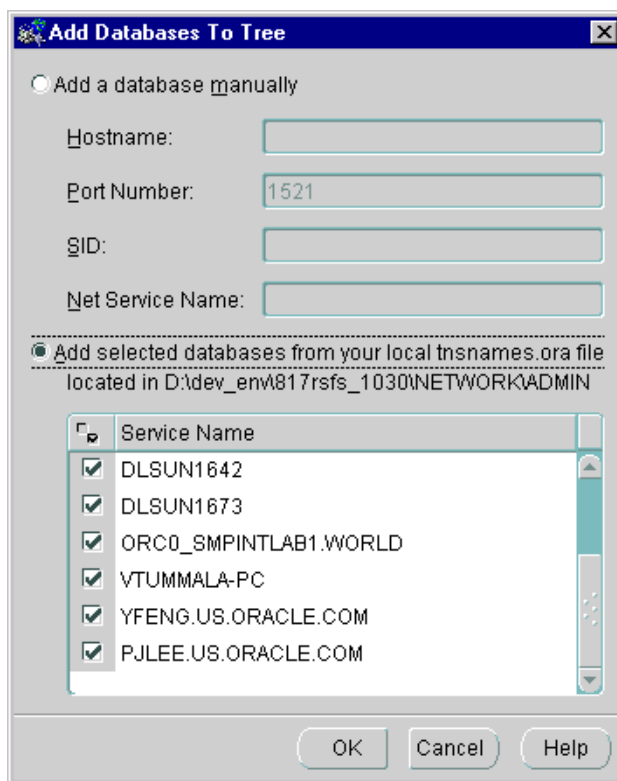 Add Databases To Tree
Add a database manually
Hostname:
Port Number: 1521
SID:
Net Service Name:
Add selected databases from your local tnsnames.ora file
located in D:\dev_env\817rsfs_1030\NETWORK\ADMIN
Service Name
DLSUN1642
DLSUN1673
ORC0_SMPINTLAB1.WORLD
VTUMMALA-PC
YFENG.US.ORACLE.COM
PJLEE.US.ORACLE.COM
OK Cancel Help